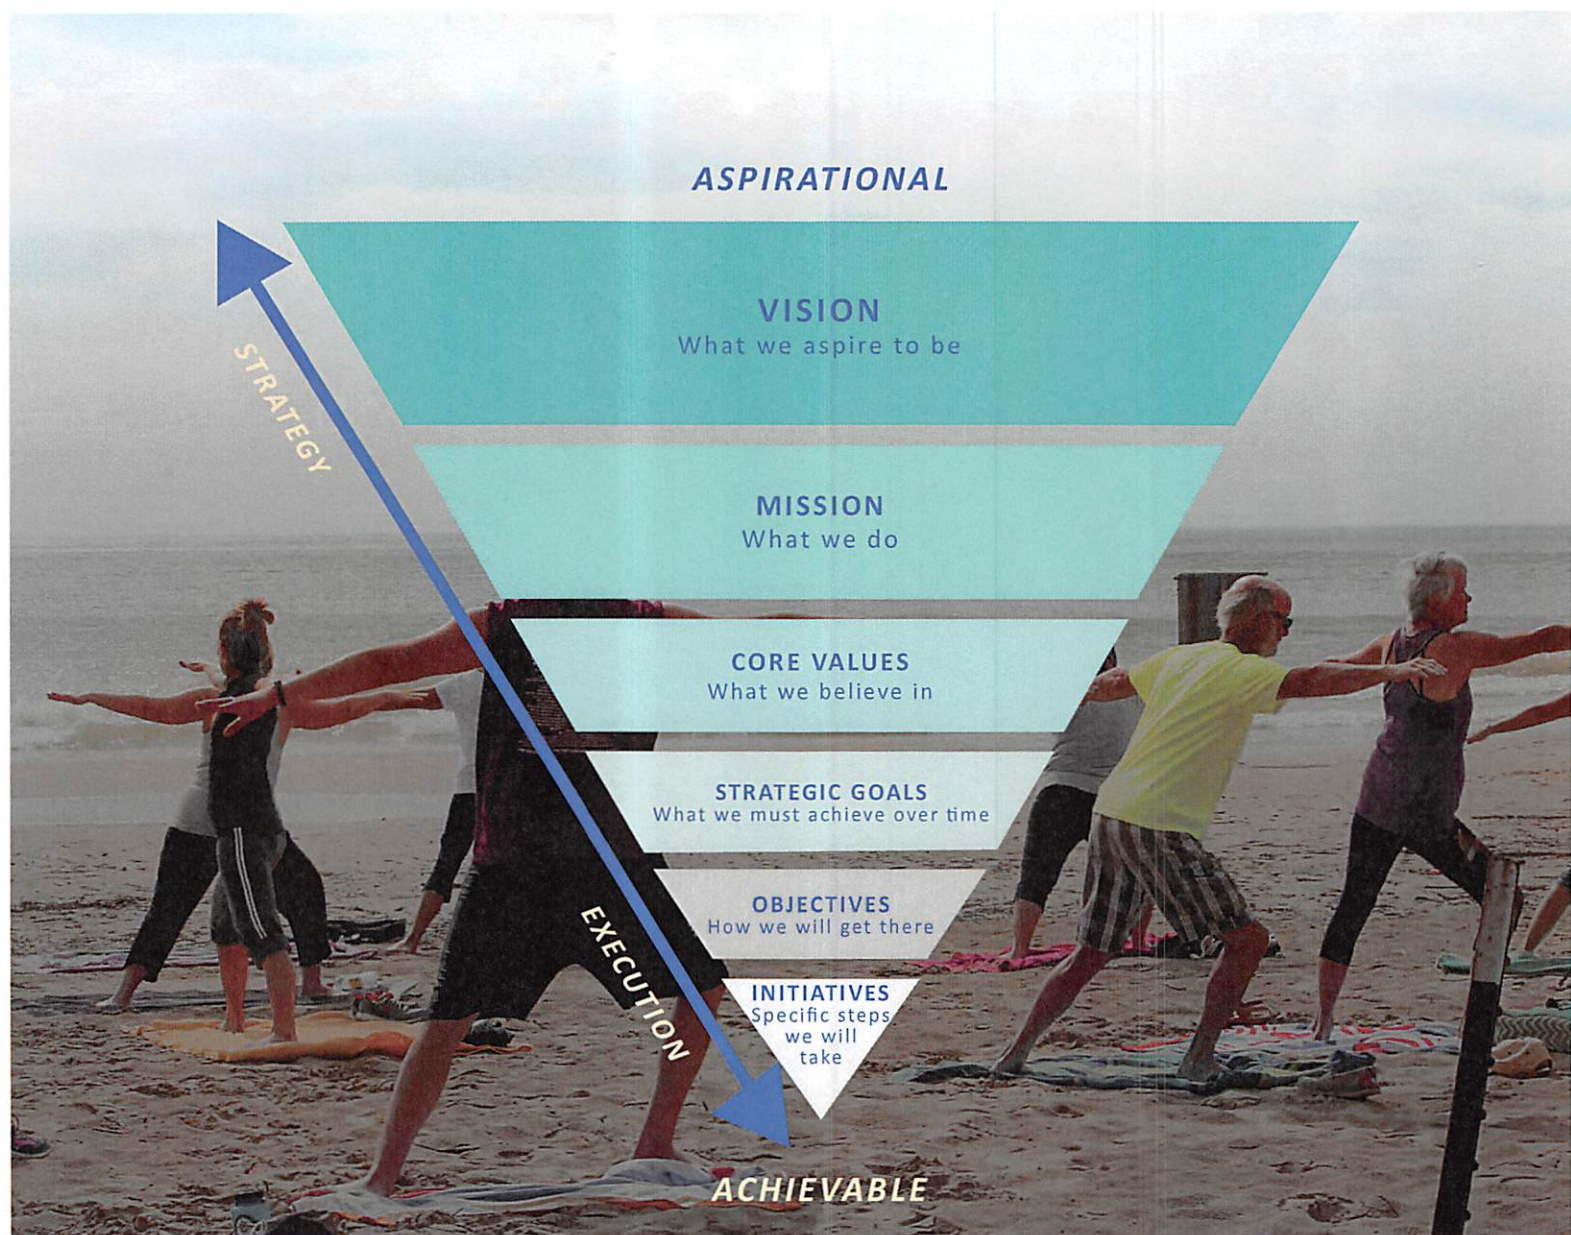 ASPIRATIONAL
STRATEGY
VISION
What we aspire to be
MISSION
What we do
CORE VALUES
What we believe in
STRATEGIC GOALS
What we must achieve over time
EXECUTION
OBJECTIVES
How we will get there
INITIATIVES
Specific steps
we will
take
ACHIEVABLE